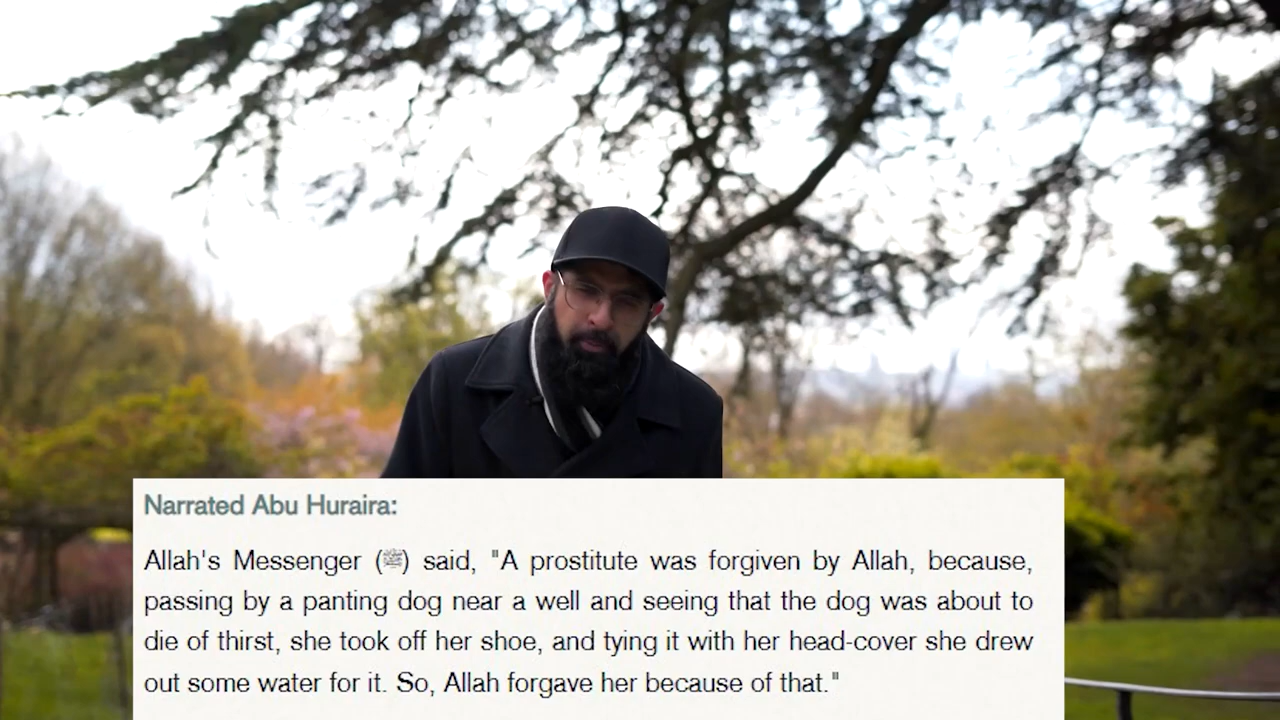 Narrated Abu Huraira:
Allah's Messenger (ﷺ) said, "A prostitute was forgiven by Allah, because,
passing by a panting dog near a well and seeing that the dog was about to
die of thirst, she took off her shoe, and tying it with her head-cover she drew
out some water for it. So, Allah forgave her because of that."